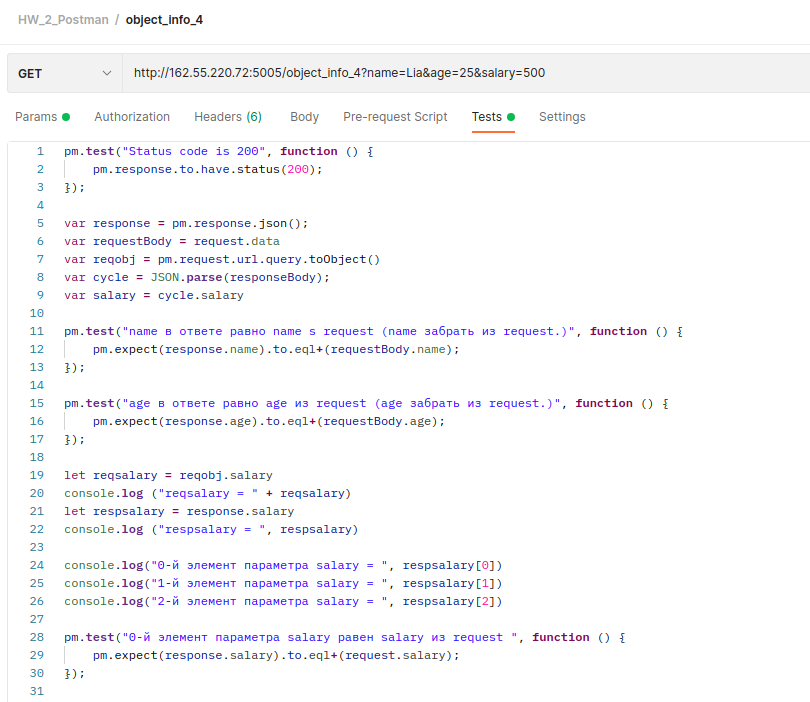 HW_2_Postman / object_info_4
GET http://162.55.220.72:5005/object_info_4?name=Lia&age=25&salary=500
Params Authorization Headers (6) Body Pre-request Script Tests Settings
1 pm.test("Status code is 200", function () {
2 pm.response.to.have.status(200);
3 });
4
5 var response = pm.response.json();
6 var requestBody = request.data
7 var reqobj = pm.request.url.query.toObject()
8 var cycle = JSON.parse(responseBody);
9 var salary = cycle.salary
10
11 pm.test("name в ответе равно name s request (name забрать из request.)", function () {
12 pm.expect(response.name).to.eql+(requestBody.name);
13 });
14
15 pm.test("age в ответе равно age из request (age забрать из request.)", function () {
16 pm.expect(response.age).to.eql+(requestBody.age);
17 });
18
19 let reqsalary = reqobj.salary
20 console.log ("reqsalary = " + reqsalary)
21 let respsalary = response.salary
22 console.log ("respsalary = ", respsalary)
23
24 console.log("0-й элемент параметра salary = ", respsalary[0])
25 console.log("1-й элемент параметра salary = ", respsalary[1])
26 console.log("2-й элемент параметра salary = ", respsalary[2])
27
28 pm.test("0-й элемент параметра salary равен salary из request ", function () {
29 pm.expect(response.salary).to.eql+(request.salary);
30 });
31